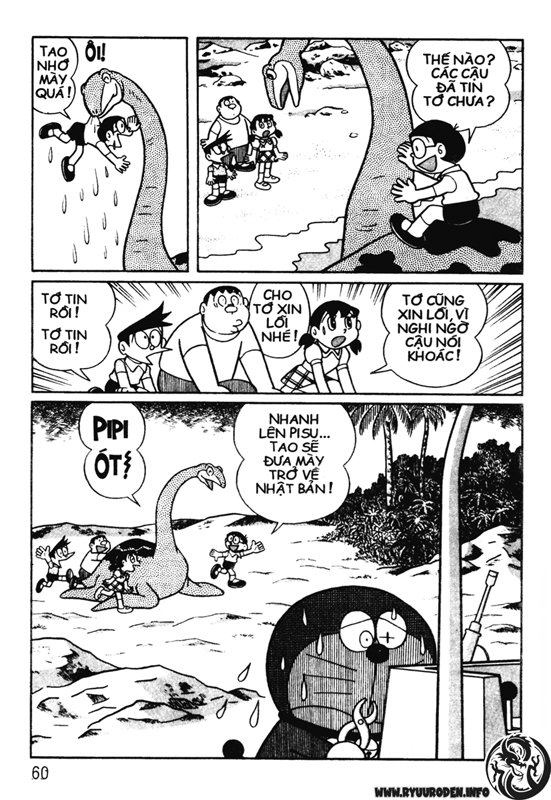 TAO
NHỚ
MÀY
QUÁ!
ÔI!
THẾ NÀO?
CÁC CẬU
ĐÃ TIN
TỚ CHƯA?
TỚ TIN
RỒI!
TỚ TIN
RỒI!
CHO
TỚ XIN
LỖI
NHÉ!
TỚ CŨNG
XIN LỖI, VÌ
NGHI NGỜ
CẬU NÓI
KHOÁC!
PIPI
ÓT
NHANH
LÊN PISU...
TAO SẼ
ĐƯA MÀY
TRỞ VỀ
NHẬT BẢN!
60
WWW.RYUURODEN.INFO